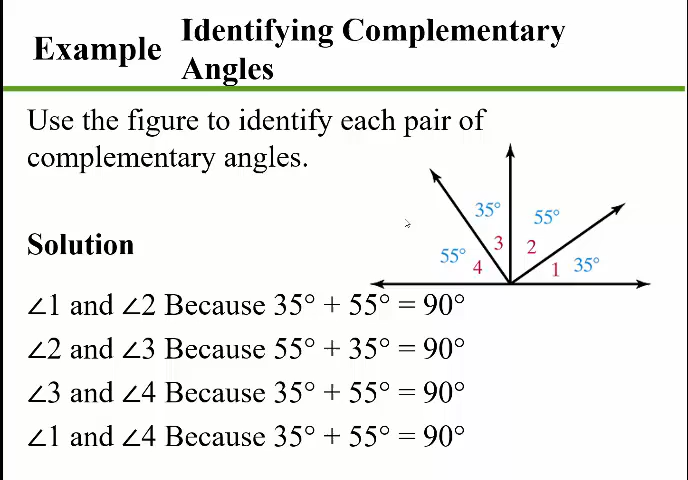 Example
Identifying Complementary
Angles
Use the figure to identify each pair of
complementary angles.
35°
55°
3
2
55°
4
1
35°
Solution
∠1 and ∠2 Because 35° + 55° = 90°
∠2 and ∠3 Because 55° + 35° = 90°
∠3 and ∠4 Because 35° + 55° = 90°
∠1 and ∠4 Because 35° + 55° = 90°